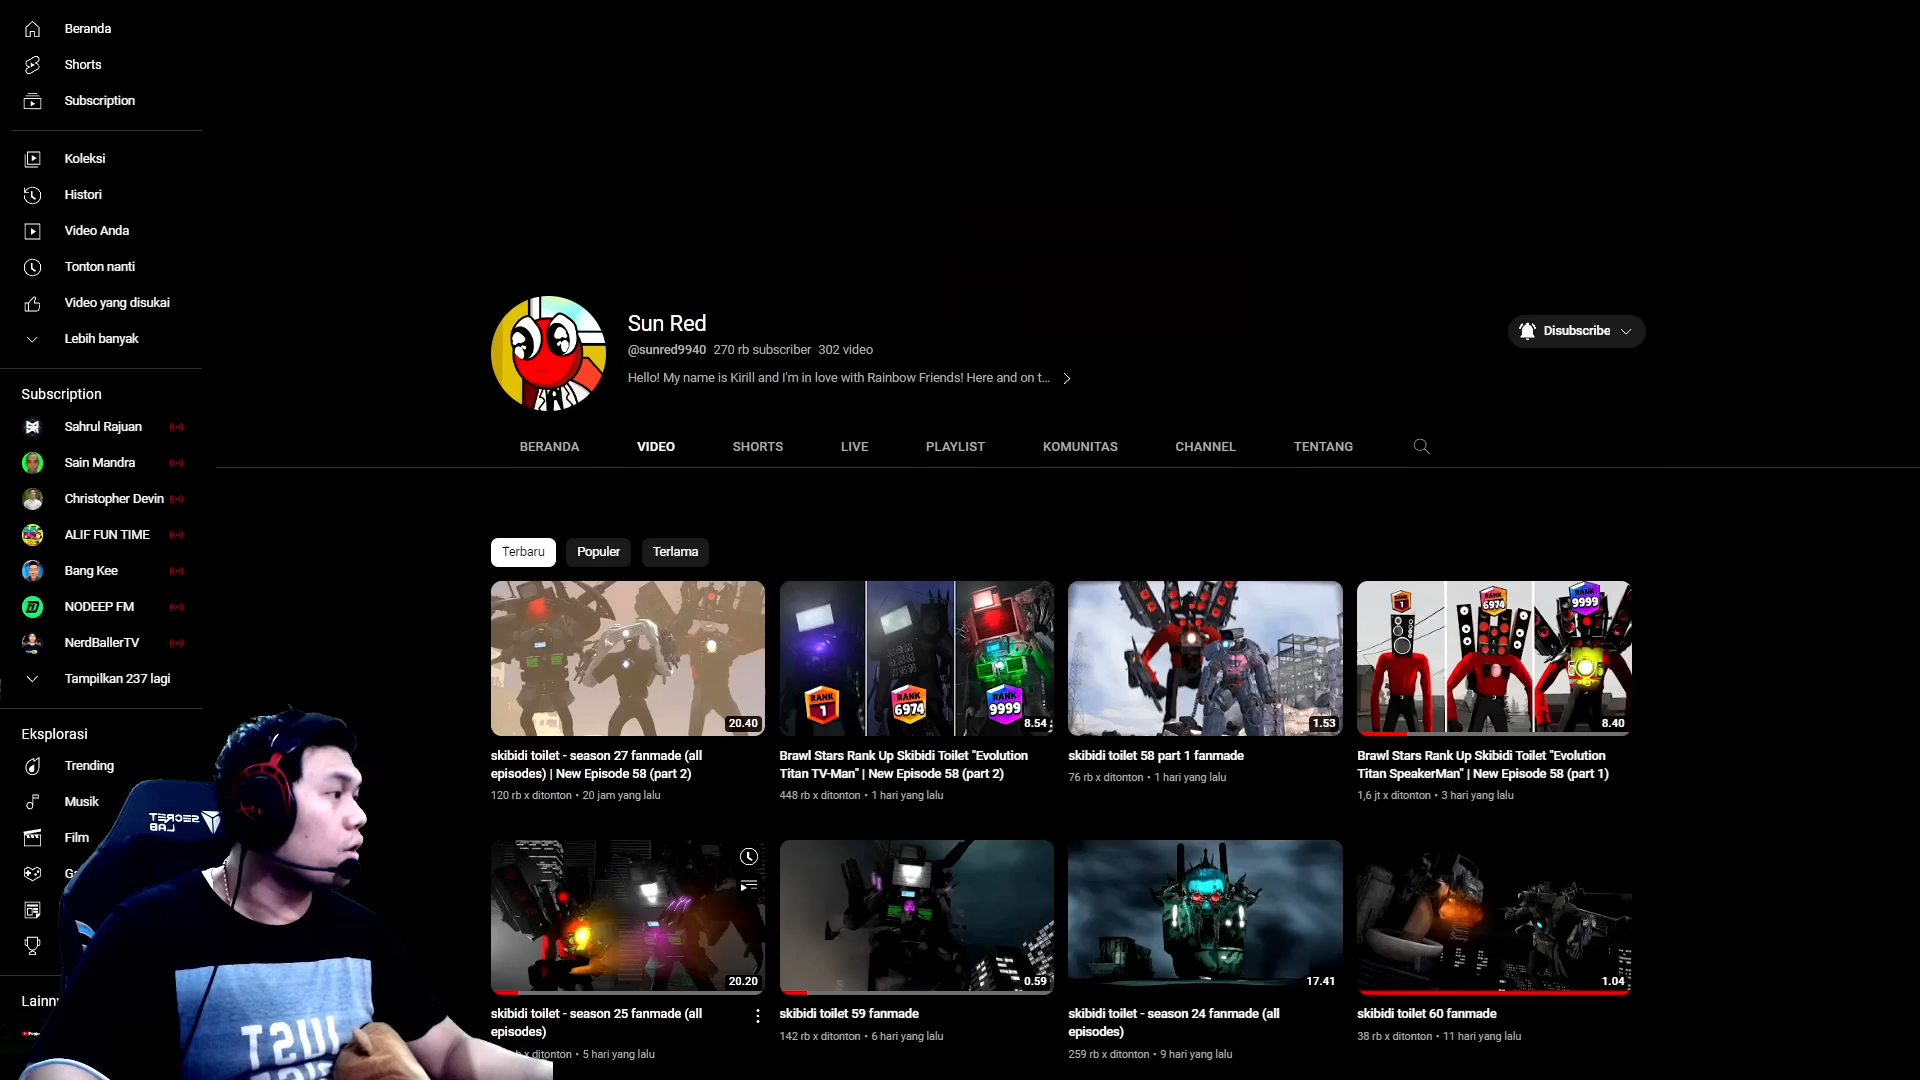 Beranda
Shorts
Subscription
Koleksi
Histori
Video Anda
Tonton nanti
Video yang disukai
Lebih banyak
Subscription
Sahrul Rajuan
Sain Mandra
Christopher Devin
ALIF FUN TIME
Bang Kee
NODEEP FM
NerdBallerTV
Tampilkan 237 lagi
Eksplorasi
Trending
Musik
Film
Sun Red
@sunred9940 270 rb subscriber 302 video
Hello! My name is Kirill and I'm in love with Rainbow Friends! Here and on t...
Disubscribe
BERANDA VIDEO SHORTS LIVE PLAYLIST KOMUNITAS CHANNEL TENTANG
Terbaru Populer Terlama
20.40
skibidi toilet - season 27 fanmade (all
episodes) | New Episode 58 (part 2)
120 rb x ditonton • 20 jam yang lalu
RANK 1
RANK 6974
RANK 9999
8.54
Brawl Stars Rank Up Skibidi Toilet "Evolution
Titan TV-Man" | New Episode 58 (part 2)
448 rb x ditonton • 1 hari yang lalu
1.53
skibidi toilet 58 part 1 fanmade
76 rb x ditonton • 1 hari yang lalu
RANK 1
RANK 6974
RANK 9999
8.40
Brawl Stars Rank Up Skibidi Toilet "Evolution
Titan SpeakerMan" | New Episode 58 (part 1)
1,6 jt x ditonton • 3 hari yang lalu
20.20
skibidi toilet - season 25 fanmade (all
episodes)
x ditonton • 5 hari yang lalu
0.59
skibidi toilet 59 fanmade
142 rb x ditonton • 6 hari yang lalu
17.41
skibidi toilet - season 24 fanmade (all
episodes)
259 rb x ditonton • 9 hari yang lalu
1.04
skibidi toilet 60 fanmade
38 rb x ditonton • 11 hari yang lalu
SECRET
LAB
JUST